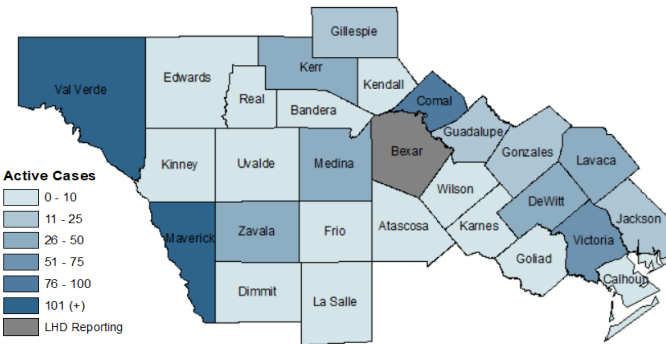 Gillespie
Val Verde
Edwards
Kerr
Real
Kendall
Bandera
Comal
Kinney
Uvalde
Medina
Bexar
Guadalupe
Gonzales
Lavaca
Wilson
Maverick
Zavala
Frio
Atascosa
Karnes
DeWitt
Jackson
Victoria
Goliad
Calhoun
Dimmit
La Salle
Active Cases
0 - 10
11 - 25
26 - 50
51 - 75
76 - 100
101 (+)
LHD Reporting